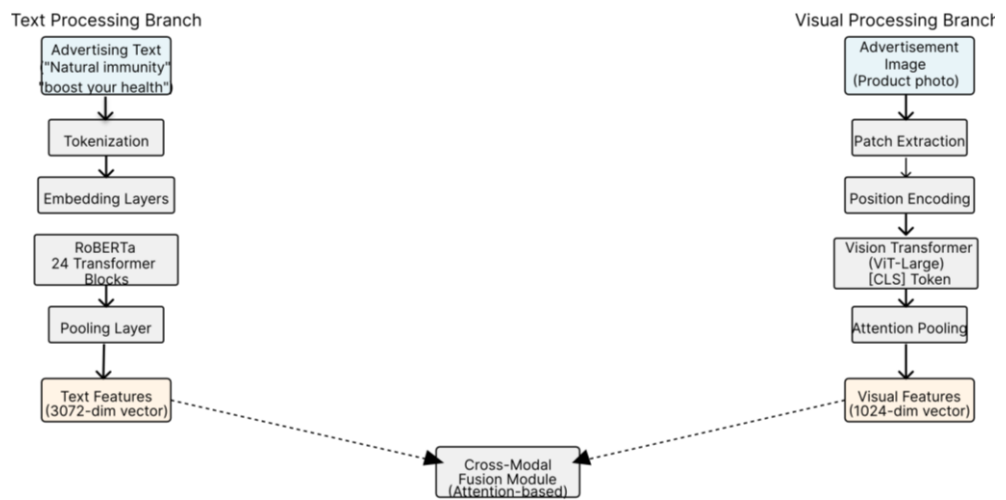 Text Processing Branch
Advertising Text
("Natural immunity"
"boost your health")
Tokenization
Embedding Layers
RoBERTa
24 Transformer
Blocks
Pooling Layer
Text Features
(3072-dim vector)
Visual Processing Branch
Advertisement
Image
(Product photo)
Patch Extraction
Position Encoding
Vision Transformer
(ViT-Large)
[CLS] Token
Attention Pooling
Visual Features
(1024-dim vector)
Cross-Modal
Fusion Module
(Attention-based)